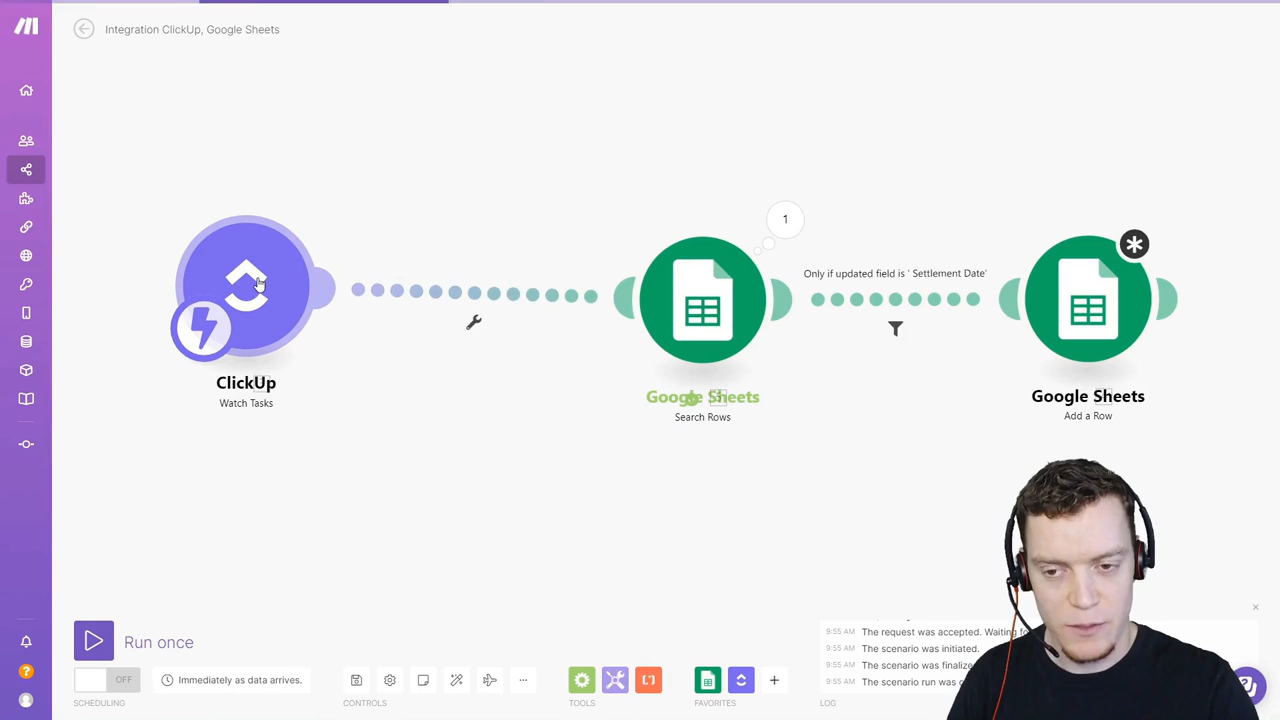 Integration ClickUp, Google Sheets
1
Only if updated field is ' Settlement Date'
ClickUp
Watch Tasks
Google Sheets
Search Rows
Google Sheets
Add a Row
Run once
9:55 AM The request was accepted. Waiting
9:55 AM The scenario was initiated.
9:55 AM The scenario was
9:55 AM The scenario run was
OFF
Immediately as data arrives.
SCHEDULING
CONTROLS
TOOLS
FAVORITES
LOG